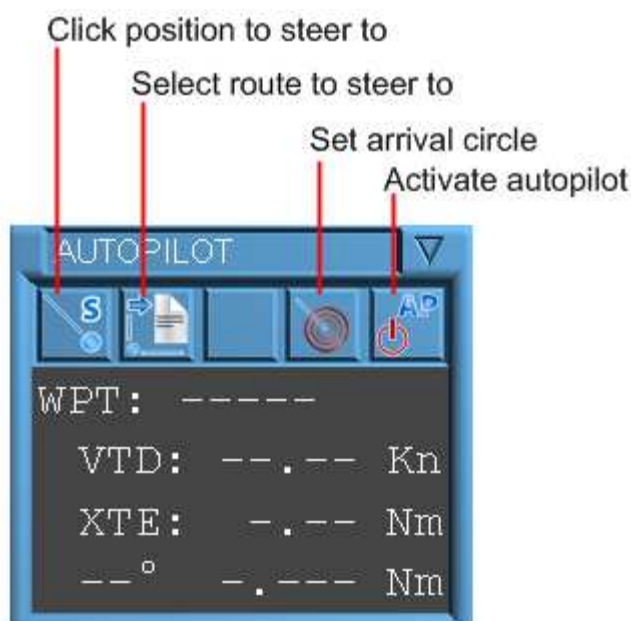 Click position to steer to
Select route to steer to
Set arrival circle
Activate autopilot
AUTOPILOT
S
AP
WPT: -----
VTD: --.-- Kn
XTE: -.-- Nm
--° -.--- Nm